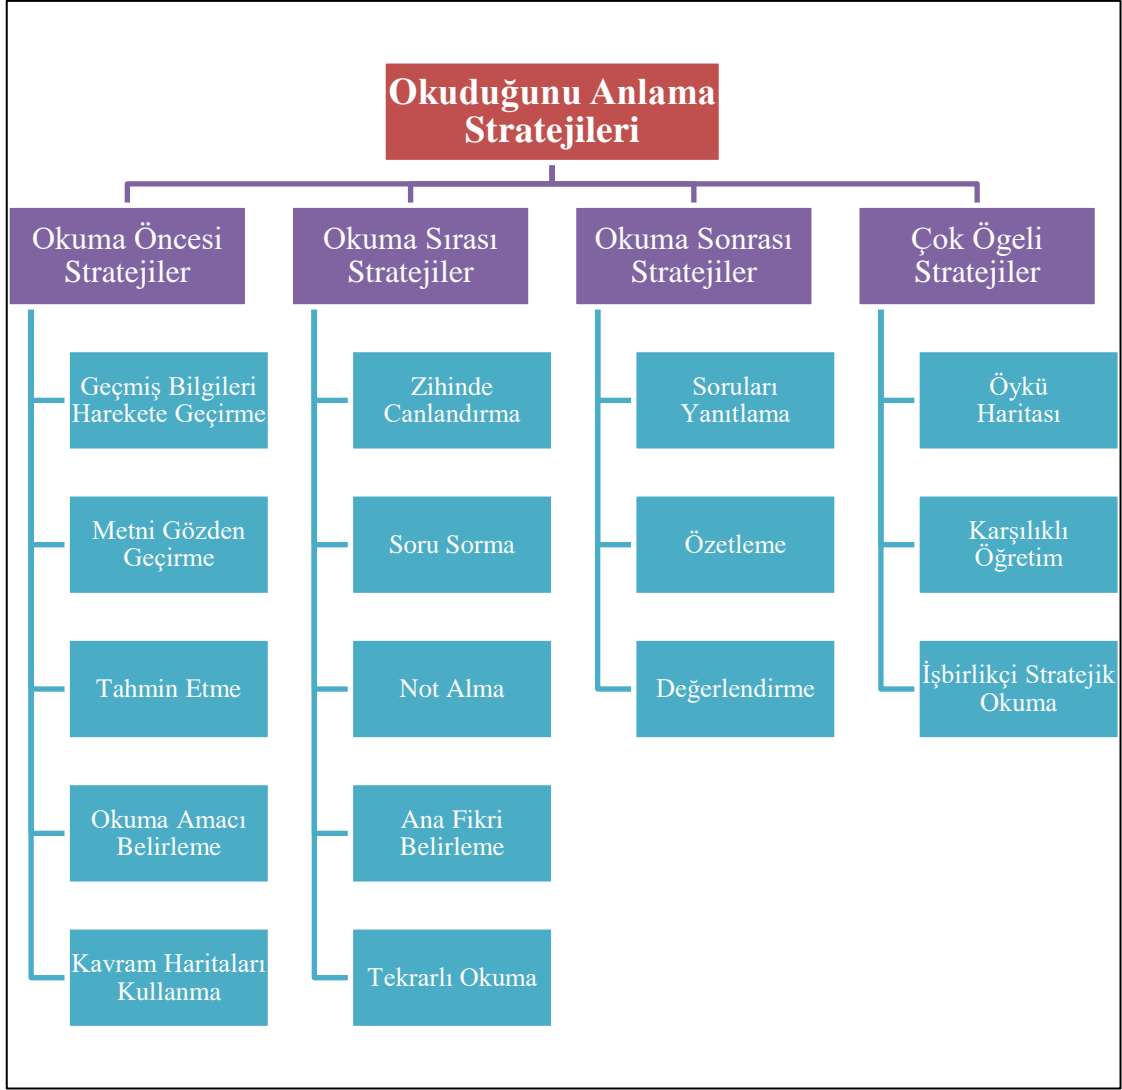 Okuduğunu Anlama
Stratejileri
Okuma Öncesi
Stratejiler
Geçmiş Bilgileri
Harekete Geçirme
Metni Gözden
Geçirme
Tahmin Etme
Okuma Amacı
Belirleme
Kavram Haritaları
Kullanma
Okuma Sırası
Stratejiler
Zihinde
Canlandırma
Soru Sorma
Not Alma
Ana Fikri
Belirleme
Tekrarlı Okuma
Okuma Sonrası
Stratejiler
Soruları
Yanıtlama
Özetleme
Değerlendirme
Çok Ögeli
Stratejiler
Öykü
Haritası
Karşılıklı
Öğretim
İşbirlikçi Stratejik
Okuma